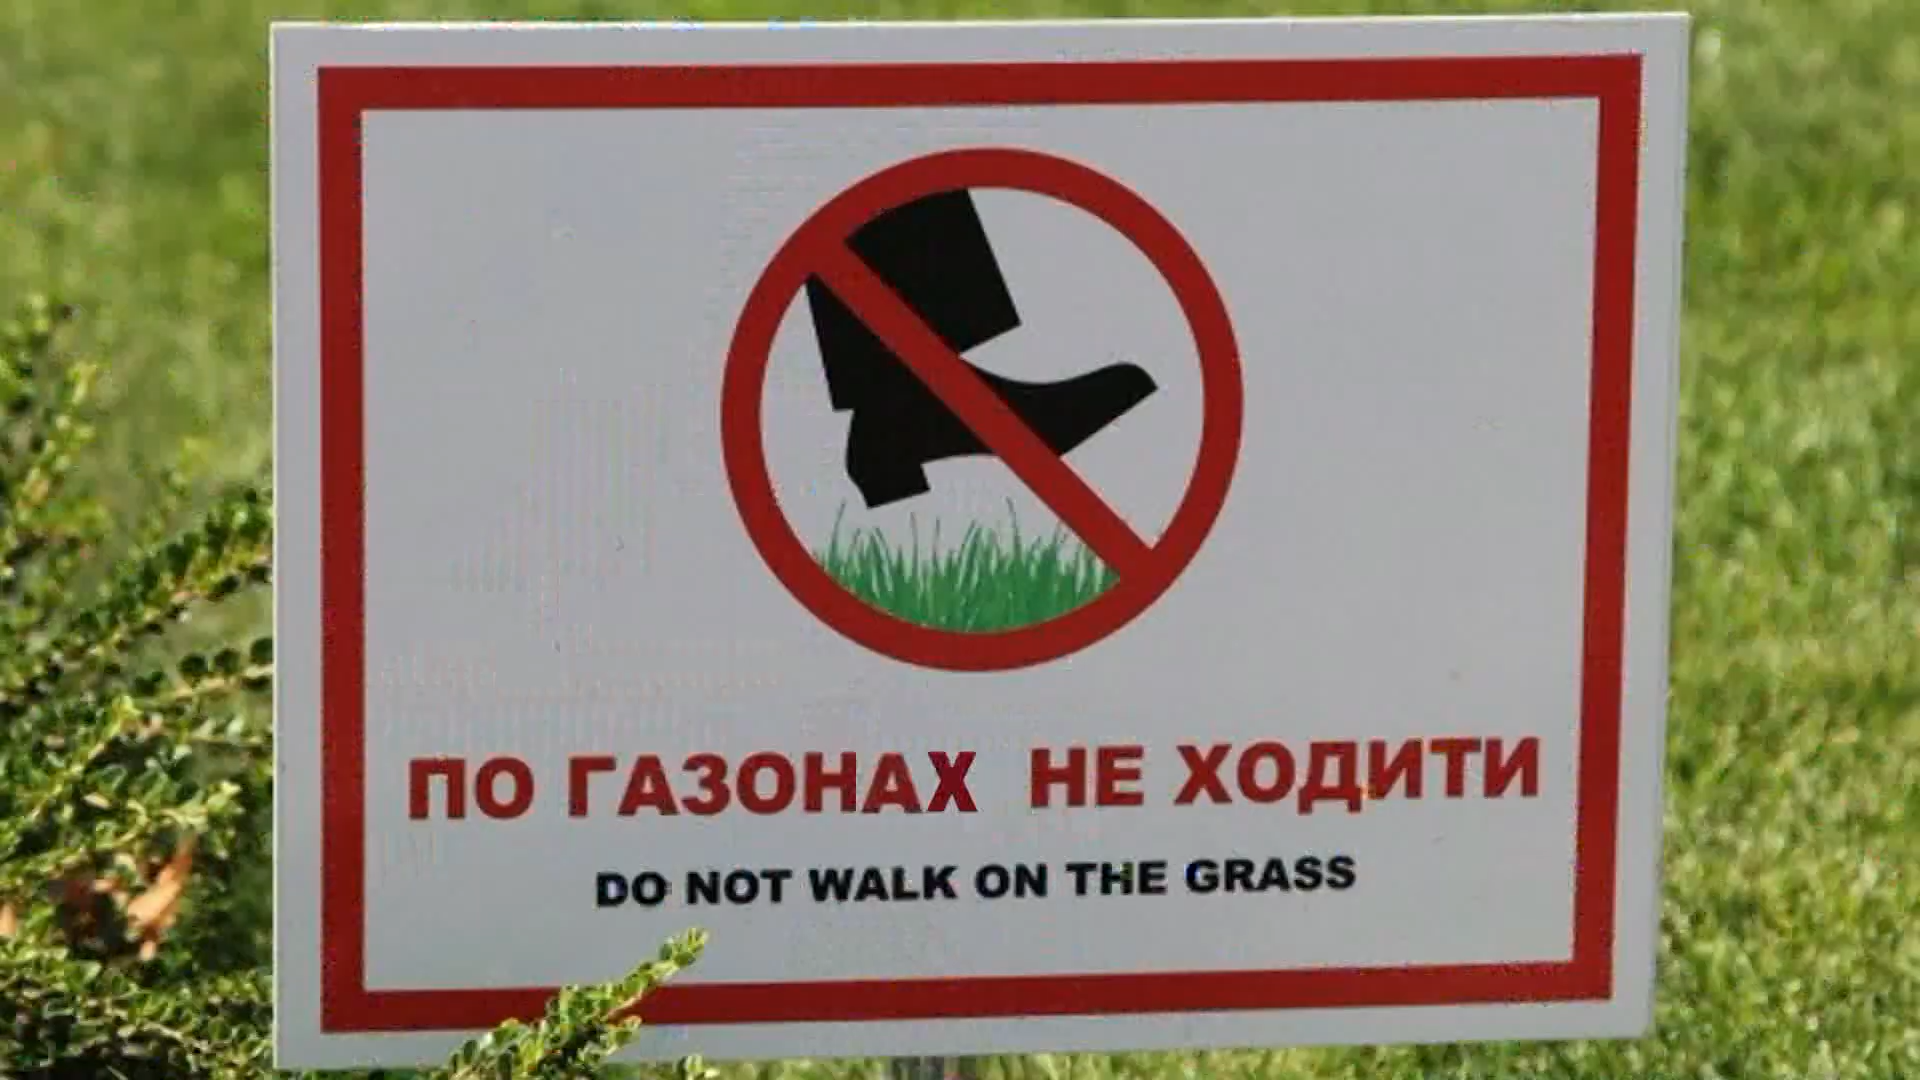 ПО ГАЗОНАХ НЕ ХОДИТИ
DO NOT WALK ON THE GRASS